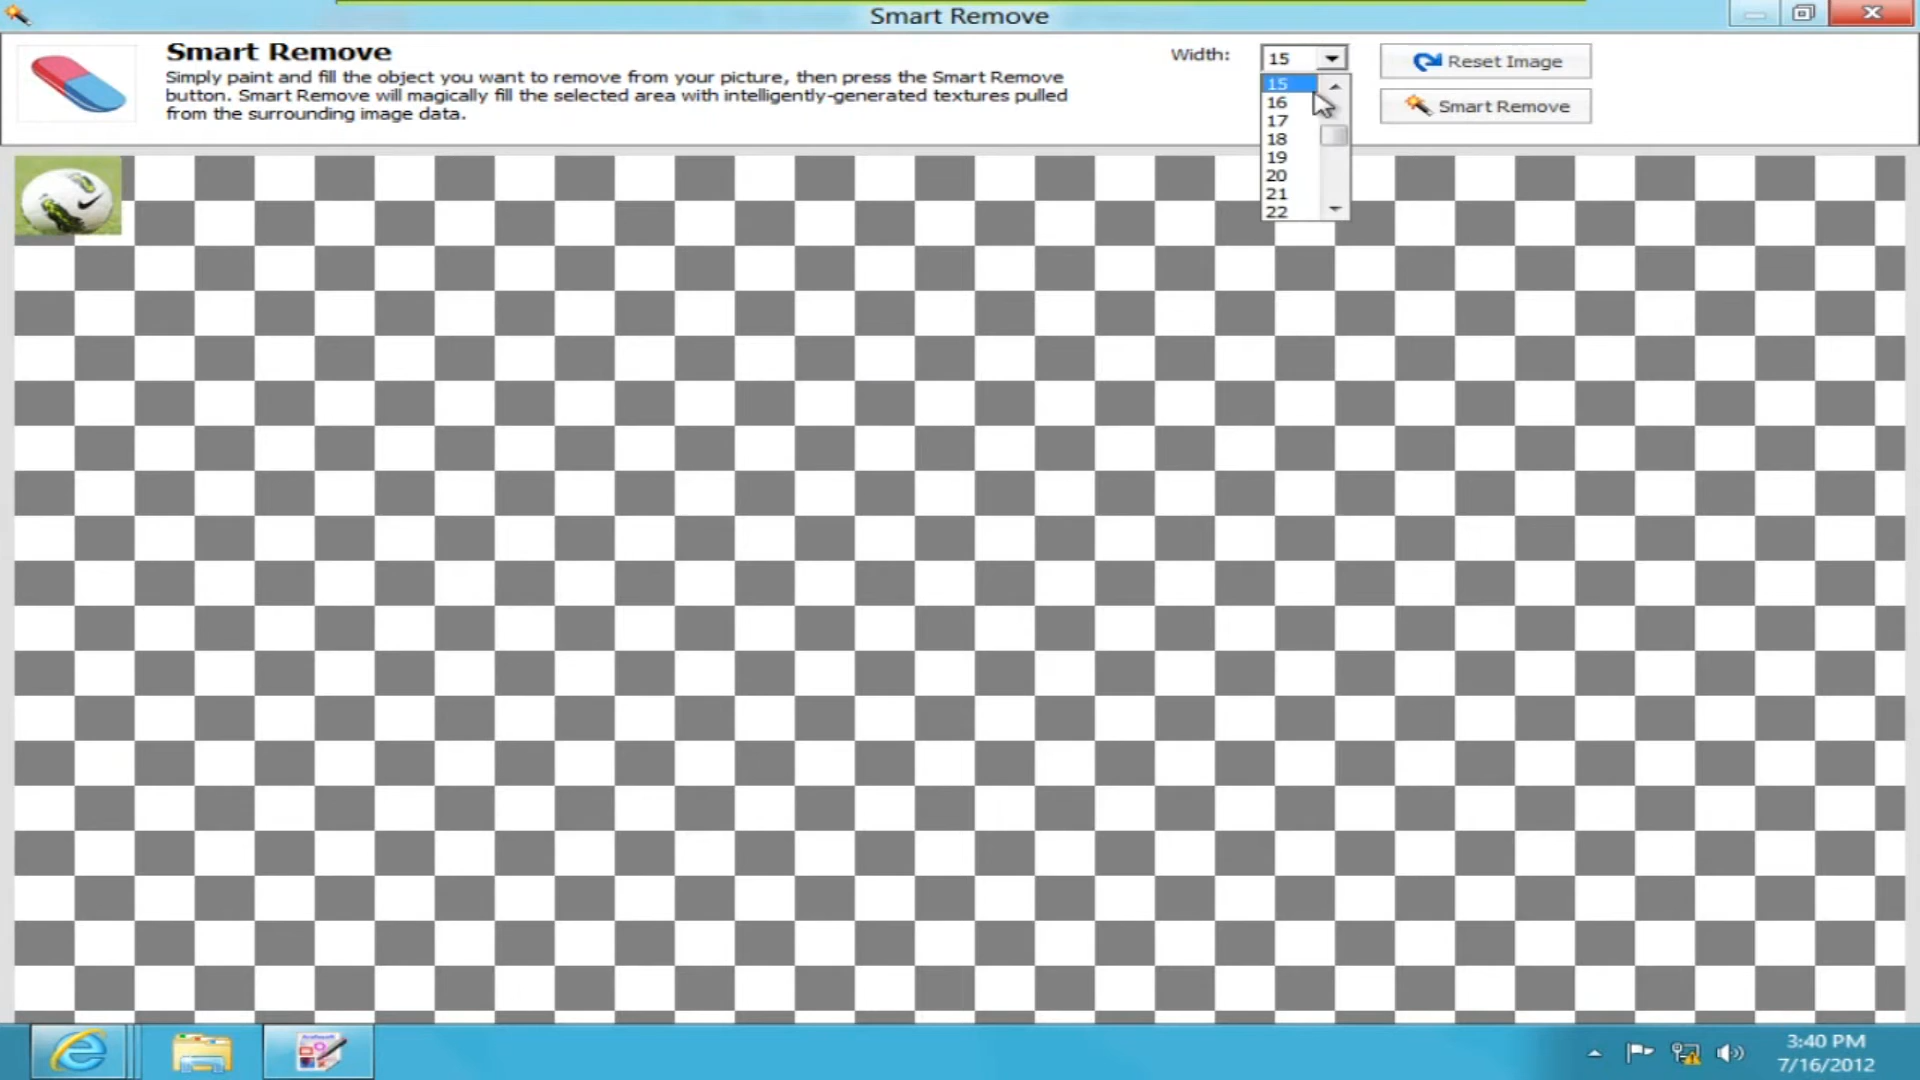 Smart Remove
Smart Remove
Simply paint and fill the object you want to remove from your picture, then press the Smart Remove
button. Smart Remove will magically fill the selected area with intelligently-generated textures pulled
from the surrounding image data.
Width:
15
15
16
17
18
19
20
21
22
Reset Image
Smart Remove
3:40 PM
7/16/2012